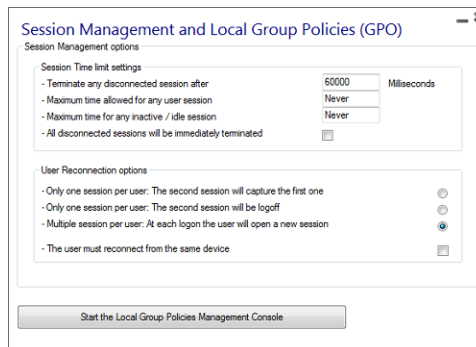 Session Management and Local Group Policies (GPO)
Session Management options
Session Time limit settings
- Terminate any disconnected session after 60000 Milliseconds
- Maximum time allowed for any user session Never
- Maximum time for any inactive / idle session Never
- All disconnected sessions will be immediately terminated
User Reconnection options
- Only one session per user: The second session will capture the first one
- Only one session per user: The second session will be logoff
- Multiple session per user: At each logon the user will open a new session
- The user must reconnect from the same device
Start the Local Group Policies Management Console